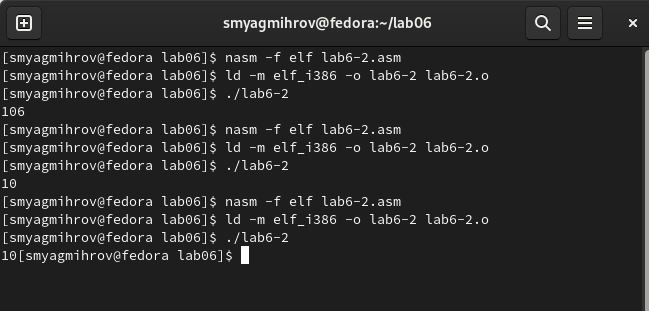 smyagmihrov@fedora:~/lab06
[smyagmihrov@fedora lab06]$ nasm -f elf lab6-2.asm
[smyagmihrov@fedora lab06]$ ld -m elf_i386 -o lab6-2 lab6-2.o
[smyagmihrov@fedora lab06]$ ./lab6-2
106
[smyagmihrov@fedora lab06]$ nasm -f elf lab6-2.asm
[smyagmihrov@fedora lab06]$ ld -m elf_i386 -o lab6-2 lab6-2.o
[smyagmihrov@fedora lab06]$ ./lab6-2
10
[smyagmihrov@fedora lab06]$ nasm -f elf lab6-2.asm
[smyagmihrov@fedora lab06]$ ld -m elf_i386 -o lab6-2 lab6-2.o
[smyagmihrov@fedora lab06]$ ./lab6-2
10[smyagmihrov@fedora lab06]$